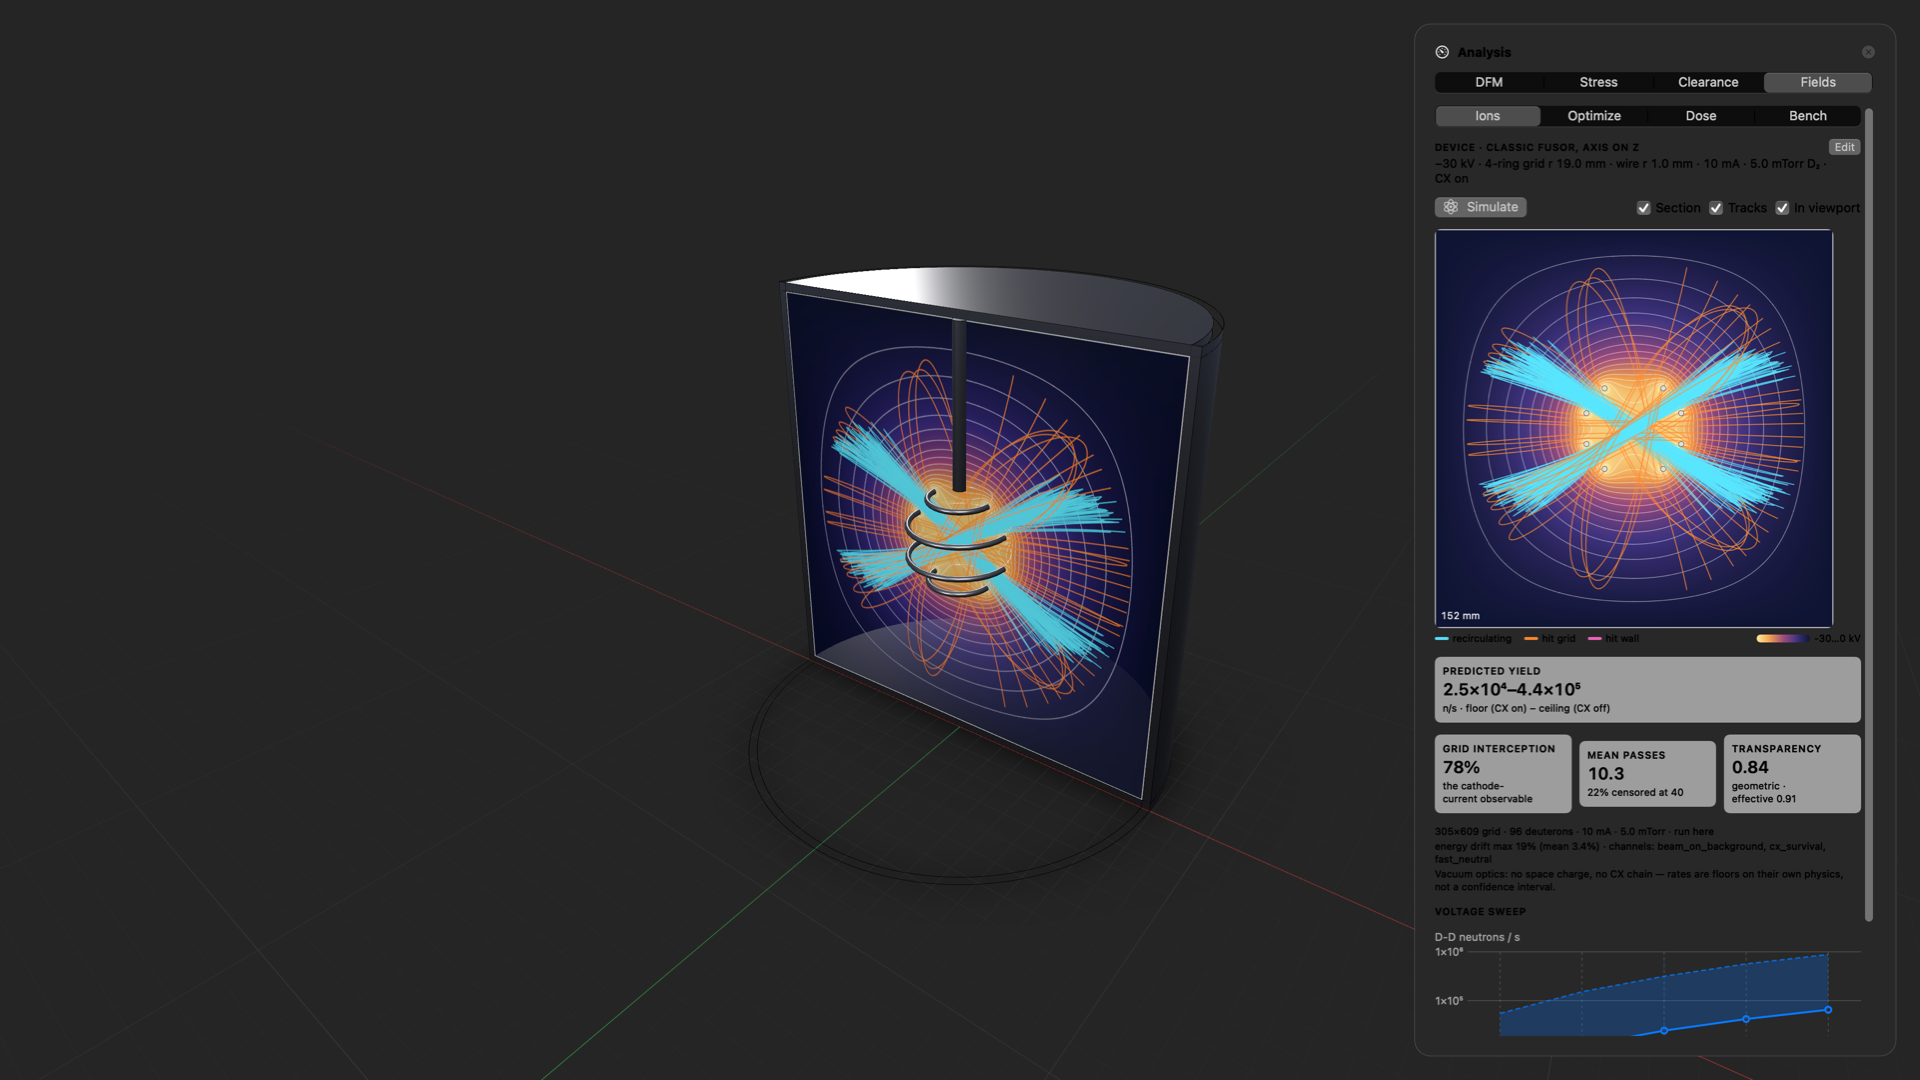 Analysis
DFM Stress Clearance Fields
Ions Optimize Dose Bench
DEVICE · CLASSIC FUSOR, AXIS ON Z Edit
−30 kV · 4-ring grid r 19.0 mm · wire r 1.0 mm · 10 mA · 5.0 mTorr D₂ ·
CX on
Simulate Section Tracks In viewport
152 mm
recirculating hit grid hit wall -30...0 kV
PREDICTED YIELD
2.5×10⁴–4.4×10⁵
n/s · floor (CX on) – ceiling (CX off)
GRID INTERCEPTION
78%
the cathode-
current observable
MEAN PASSES
10.3
22% censored at 40
TRANSPARENCY
0.84
geometric ·
effective 0.91
305×609 grid · 96 deuterons · 10 mA · 5.0 mTorr · run here
energy drift max 19% (mean 3.4%) · channels: beam_on_background, cx_survival,
fast_neutral
Vacuum optics: no space charge, no CX chain — rates are floors on their own physics,
not a confidence interval.
VOLTAGE SWEEP
D-D neutrons / s
1×10⁶
1×10⁵